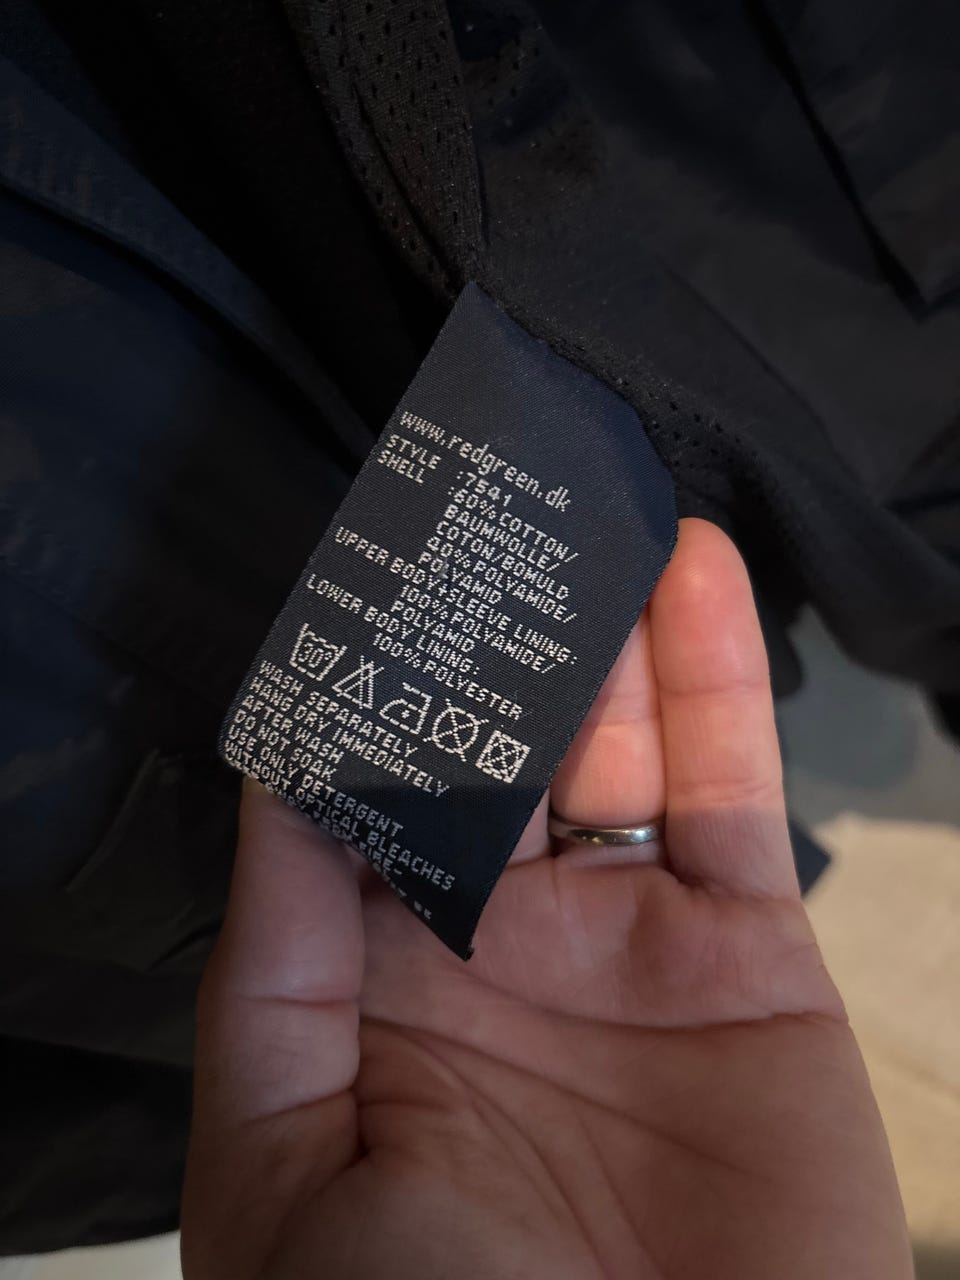 www.redgreen.dk
STYLE :7541
SHELL :60% COTTON/
BAUMWOLLE/
COTON/BOMULD
40% POLYAMIDE/
POLYAMID
UPPER BODY+SLEEVE LINING:
100% POLYAMIDE/
POLYAMID
LOWER BODY LINING:
100% POLYESTER/
30°
WASH SEPARATELY
HANG DRY IMMEDIATELY
AFTER WASH
DO NOT SOAK
USE ONLY DETERGENT
WITHOUT OPTICAL BLEACHES